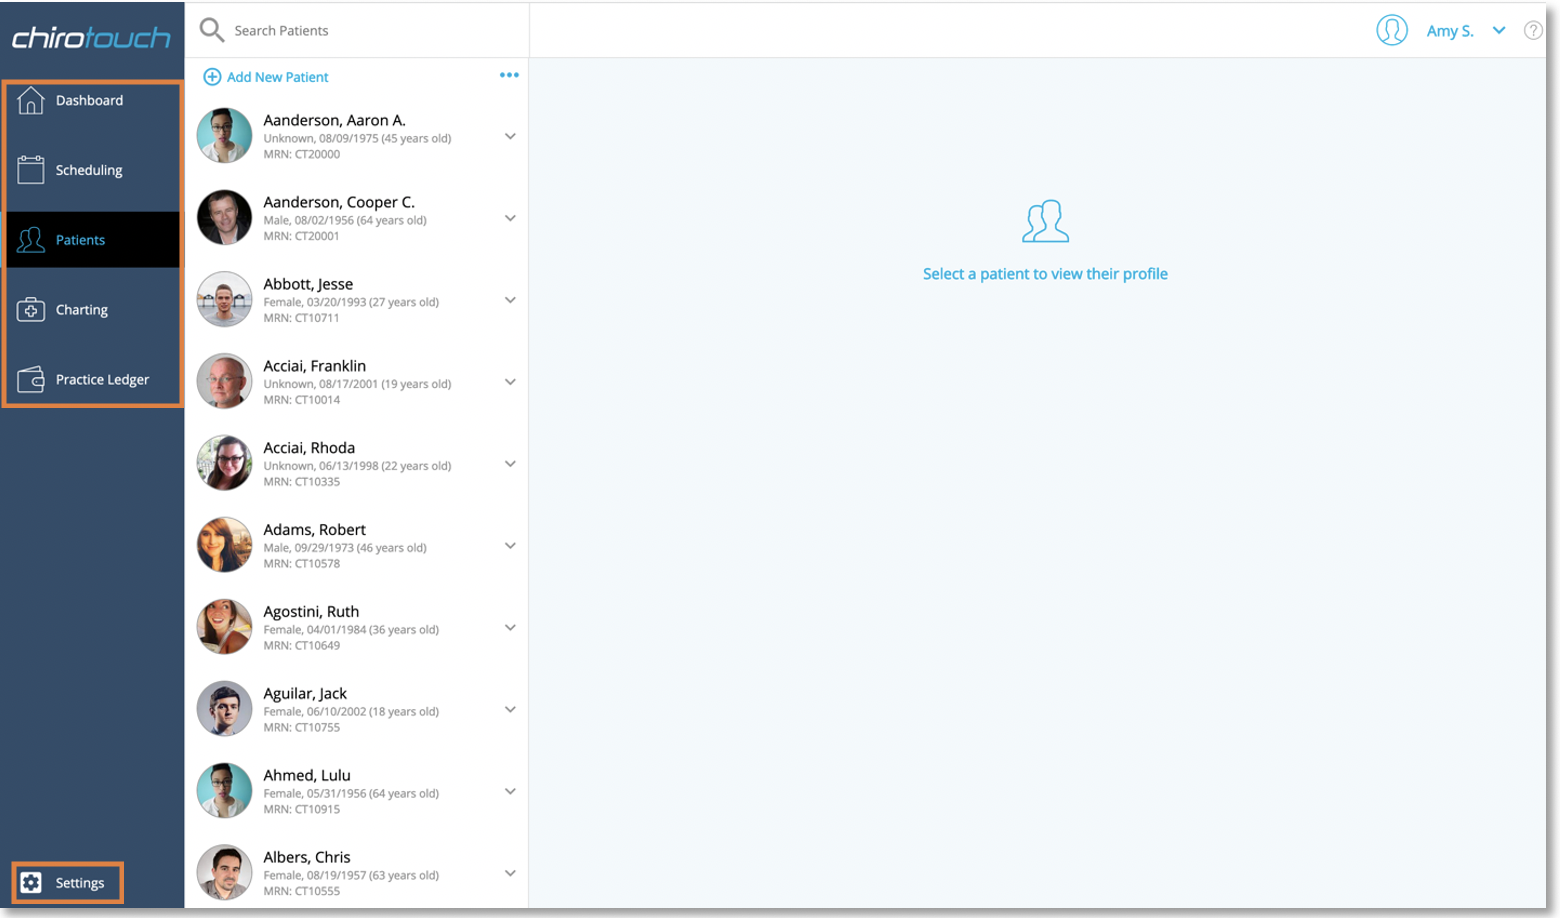 chirotouch
Dashboard
Scheduling
Patients
Charting
Practice Ledger
Settings
Search Patients
Add New Patient
Aanderson, Aaron A.
Unknown, 08/09/1975 (45 years old)
MRN: CT20000
Aanderson, Cooper C.
Male, 08/02/1956 (64 years old)
MRN: CT20001
Abbott, Jesse
Female, 03/20/1993 (27 years old)
MRN: CT10711
Acciai, Franklin
Unknown, 08/17/2001 (19 years old)
MRN: CT10014
Acciai, Rhoda
Unknown, 06/13/1998 (22 years old)
MRN: CT10335
Adams, Robert
Male, 09/29/1973 (46 years old)
MRN: CT10578
Agostini, Ruth
Female, 04/01/1984 (36 years old)
MRN: CT10649
Aguilar, Jack
Female, 06/10/2002 (18 years old)
MRN: CT10755
Ahmed, Lulu
Female, 05/31/1956 (64 years old)
MRN: CT10915
Albers, Chris
Female, 08/19/1957 (63 years old)
MRN: CT10555
Amy S.
?
Select a patient to view their profile